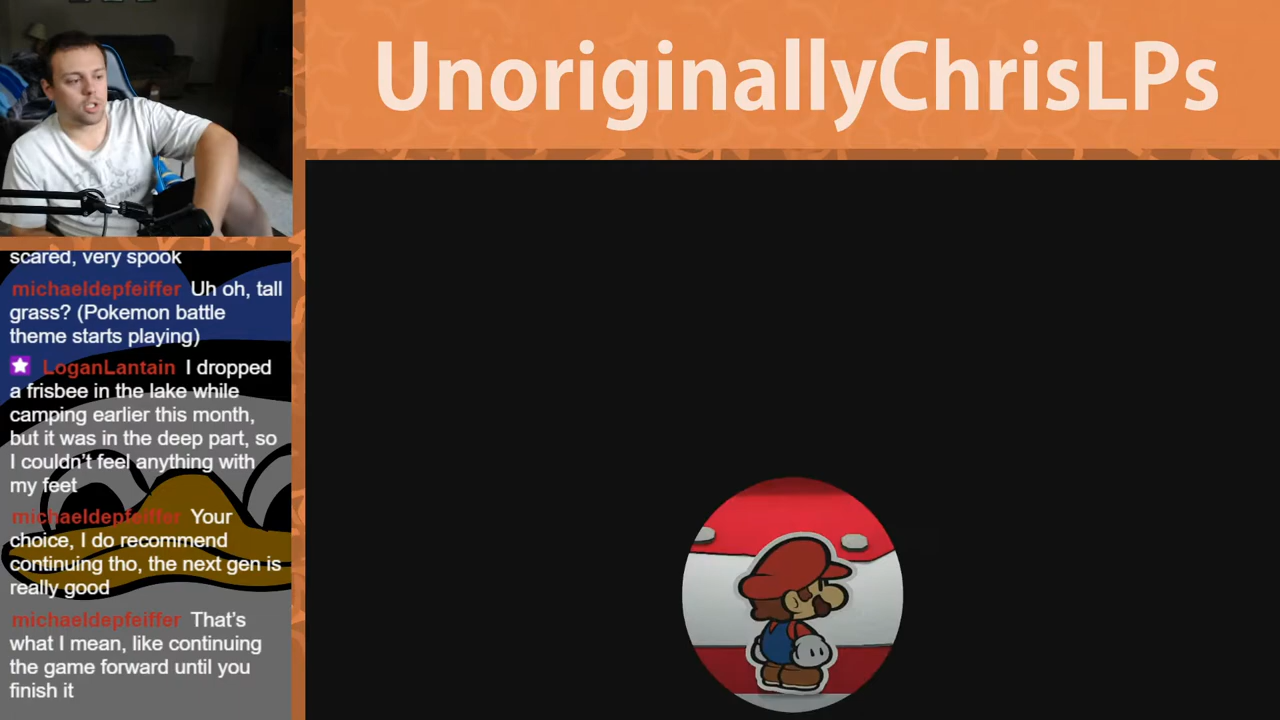 UnoriginallyChrisLPs
scared, very spook
michaeldepfeiffer Uh oh, tall
grass? (Pokemon battle
theme starts playing)
LoganLantain I dropped
a frisbee in the lake while
camping earlier this month,
but it was in the deep part, so
I couldn't feel anything with
my feet
michaeldepfeiffer Your
choice, I do recommend
continuing tho, the next gen is
really good
michaeldepfeiffer That's
what I mean, like continuing
the game forward until you
finish it